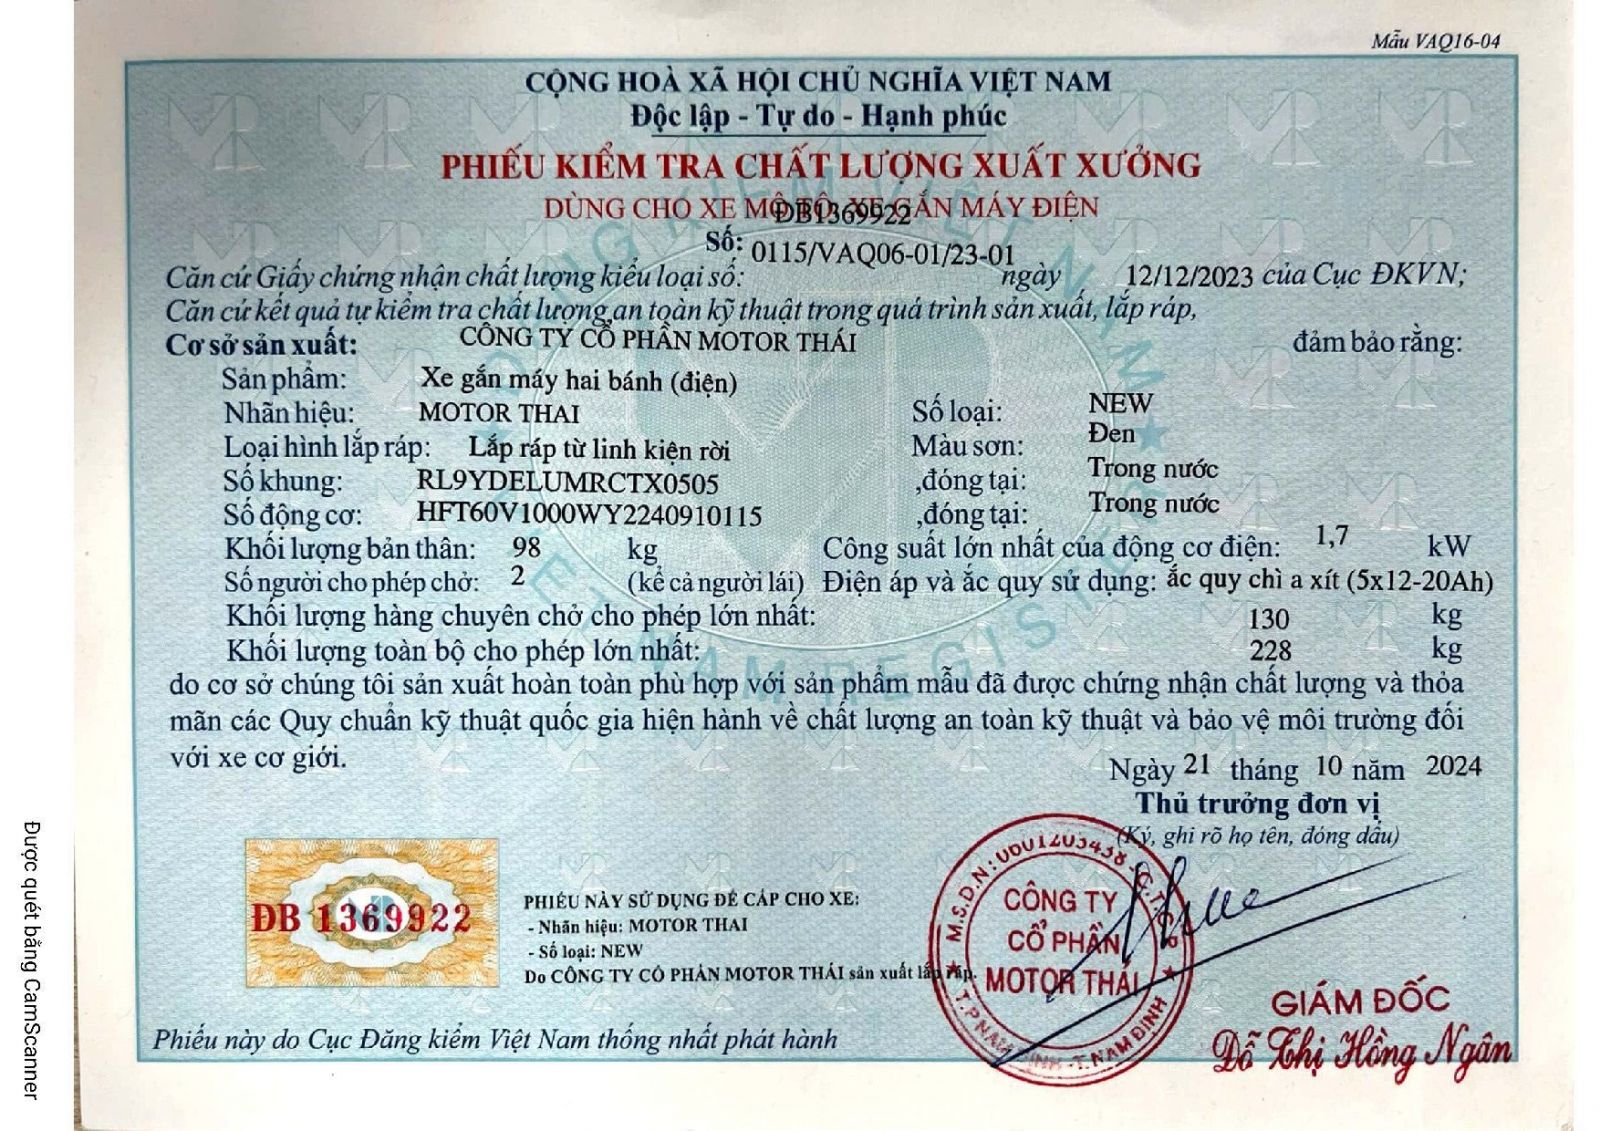 Mẫu VAQ16-04
CỘNG HOÀ XÃ HỘI CHỦ NGHĨA VIỆT NAM
Độc lập - Tự do - Hạnh phúc
PHIẾU KIỂM TRA CHẤT LƯỢNG XUẤT XƯỞNG
DÙNG CHO XE MÔ TÔ, XE GẮN MÁY ĐIỆN
Số: ĐB1369922
Căn cứ Giấy chứng nhận chất lượng kiểu loại số: 0115/VAQ06-01/23-01 ngày 12/12/2023 của Cục ĐKVN;
Căn cứ kết quả tự kiểm tra chất lượng,an toàn kỹ thuật trong quá trình sản xuất, lắp ráp,
Cơ sở sản xuất: CÔNG TY CỔ PHẦN MOTOR THÁI đảm bảo rằng:
Sản phẩm: Xe gắn máy hai bánh (điện)
Nhãn hiệu: MOTOR THAI Số loại: NEW
Loại hình lắp ráp: Lắp ráp từ linh kiện rời Màu sơn: Đen
Số khung: RL9YDELUMRCTX0505 ,đóng tại: Trong nước
Số động cơ: HFT60V1000WY2240910115 ,đóng tại: Trong nước
Khối lượng bản thân: 98 kg Công suất lớn nhất của động cơ điện: 1,7 kW
Số người cho phép chở: 2 (kể cả người lái) Điện áp và ắc quy sử dụng: ắc quy chì a xít (5x12-20Ah)
Khối lượng hàng chuyên chở cho phép lớn nhất: 130 kg
Khối lượng toàn bộ cho phép lớn nhất: 228 kg
do cơ sở chúng tôi sản xuất hoàn toàn phù hợp với sản phẩm mẫu đã được chứng nhận chất lượng và thỏa
mãn các Quy chuẩn kỹ thuật quốc gia hiện hành về chất lượng an toàn kỹ thuật và bảo vệ môi trường đối
với xe cơ giới.
Ngày 21 tháng 10 năm 2024
Thủ trưởng đơn vị
(Ký, ghi rõ họ tên, đóng dấu)
ĐB 1369922
PHIẾU NÀY SỬ DỤNG ĐỂ CẤP CHO XE:
- Nhãn hiệu: MOTOR THAI
- Số loại: NEW
Do CÔNG TY CỔ PHẦN MOTOR THÁI sản xuất lắp ráp.
CÔNG TY
CỔ PHẦN
MOTOR THÁI
GIÁM ĐỐC
Đỗ Thị Hồng Ngân
Phiếu này do Cục Đăng kiểm Việt Nam thống nhất phát hành
Được quét bằng CamScanner